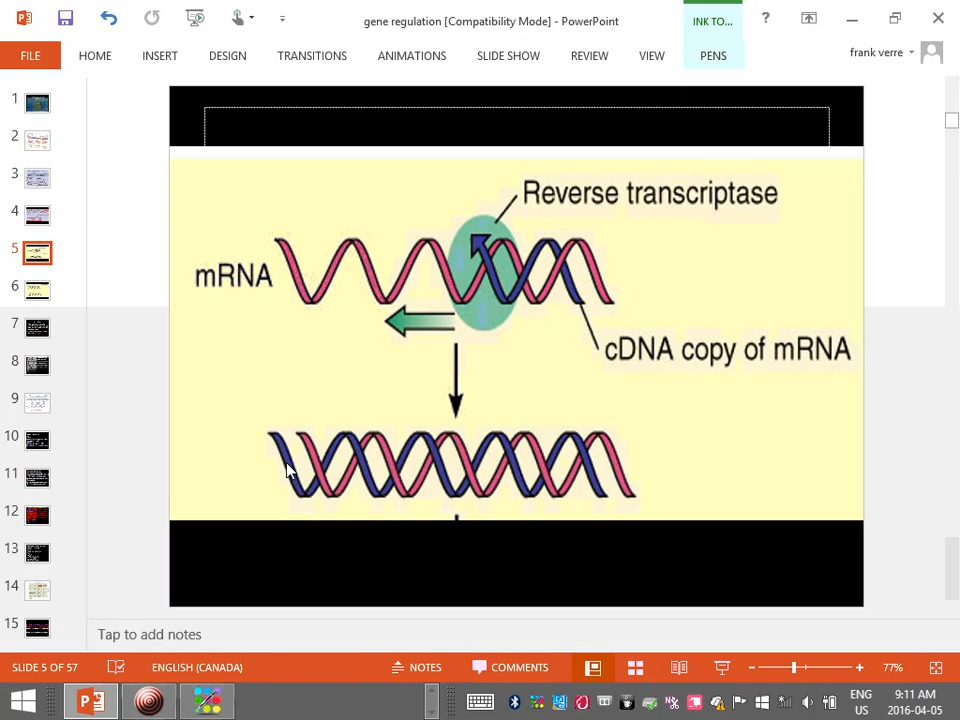 gene regulation [Compatibility Mode] - PowerPoint
INK TO...
?
FILE
HOME
INSERT
DESIGN
TRANSITIONS
ANIMATIONS
SLIDE SHOW
REVIEW
VIEW
PENS
frank verre
1
2
3
4
5
6
7
8
9
10
11
12
13
14
15
Reverse transcriptase
mRNA
cDNA copy of mRNA
Tap to add notes
SLIDE 5 OF 57
ENGLISH (CANADA)
NOTES
COMMENTS
77%
ENG
US
9:11 AM
2016-04-05